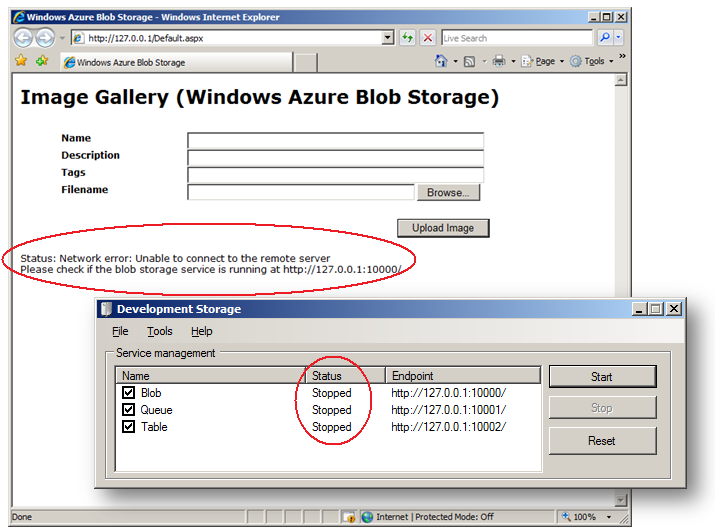 Windows Azure Blob Storage - Windows Internet Explorer
http://127.0.0.1/Default.aspx
Live Search
Windows Azure Blob Storage
Page
Tools
Image Gallery (Windows Azure Blob Storage)
Name
Description
Tags
Filename
Browse...
Upload Image
Status: Network error: Unable to connect to the remote server
Please check if the blob storage service is running at http://127.0.0.1:10000/
Development Storage
File Tools Help
Service management
Name Status Endpoint
Blob Stopped http://127.0.0.1:10000/
Queue Stopped http://127.0.0.1:10001/
Table Stopped http://127.0.0.1:10002/
Start
Stop
Reset
Done
Internet | Protected Mode: Off
100%